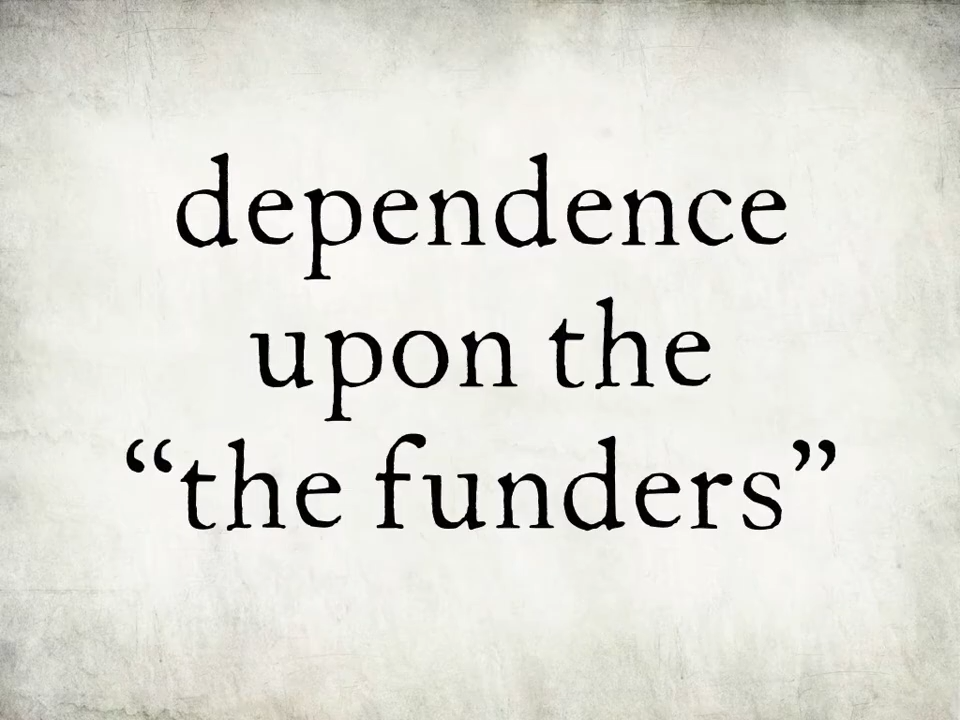 dependence
upon the
“the funders”